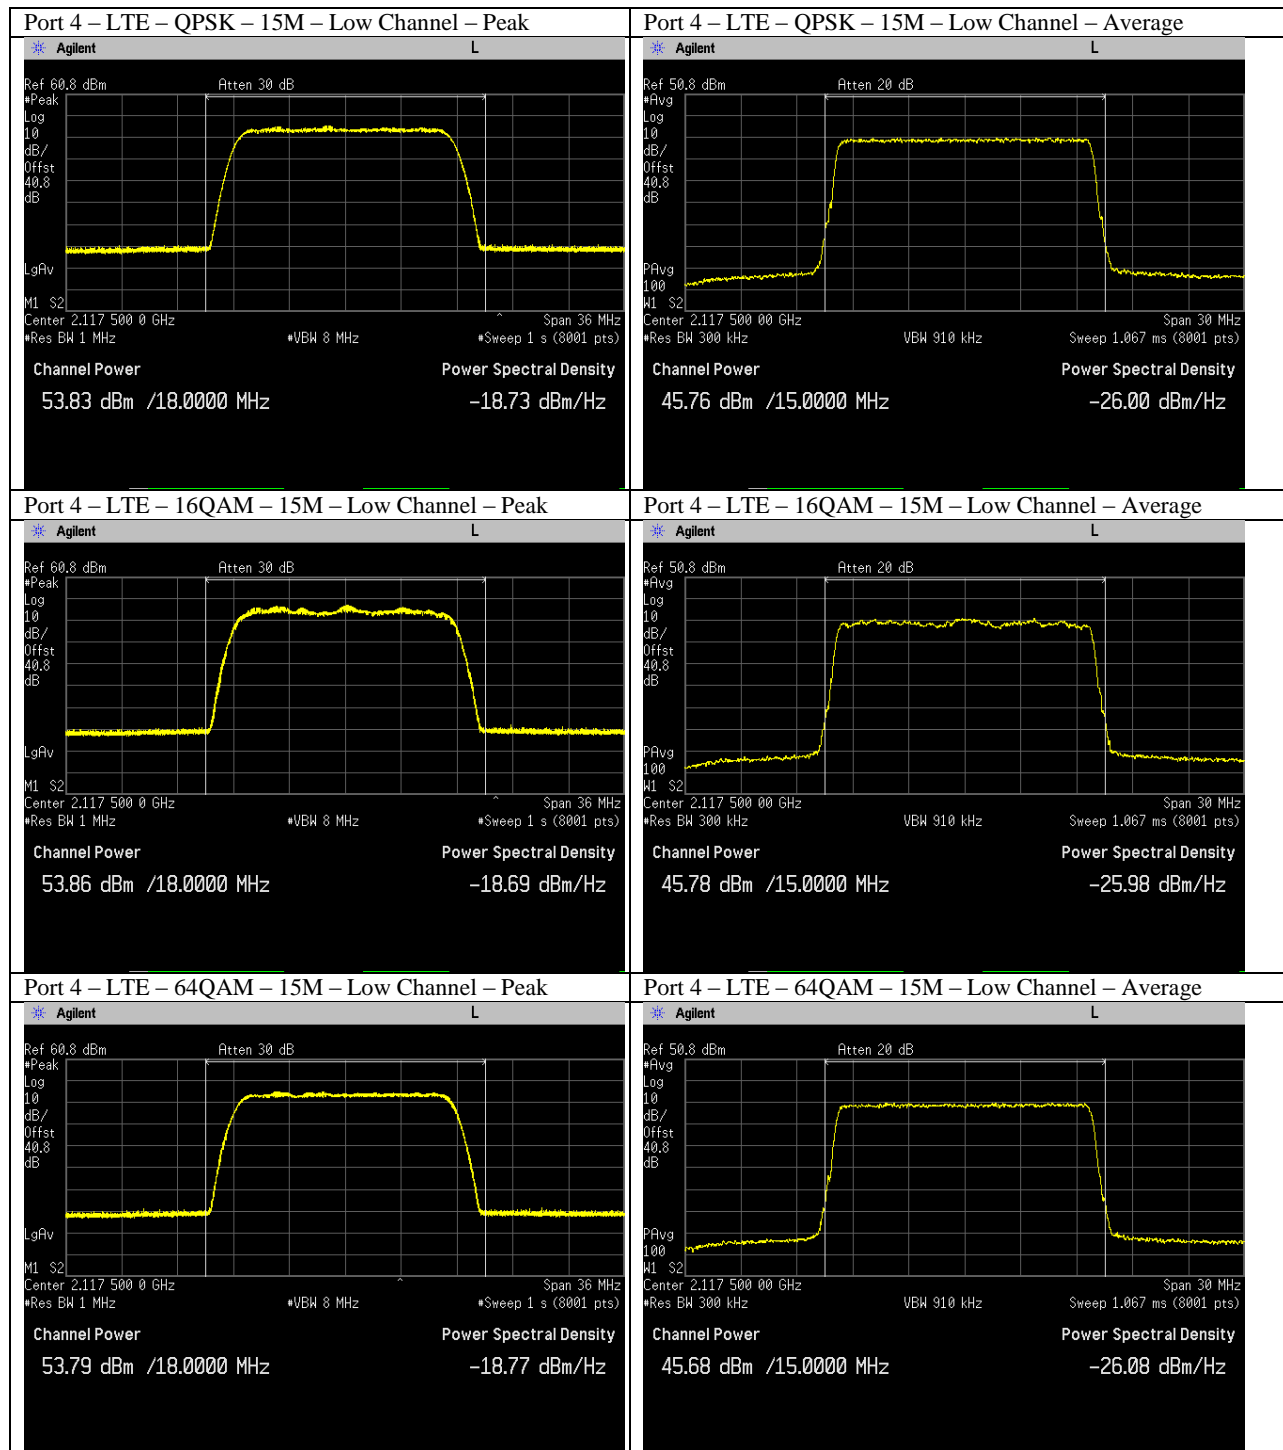 Port 4 – LTE – QPSK – 15M – Low Channel – Peak
Agilent
L
Ref 60.8 dBm
Atten 30 dB
#Peak
Log
10
dB/
Offst
40.8
dB
LgAv
M1 S2
Center 2.117 500 0 GHz
^
Span 36 MHz
#Res BW 1 MHz
#VBW 8 MHz
#Sweep 1 s (8001 pts)
Channel Power
Power Spectral Density
53.83 dBm /18.0000 MHz
-18.73 dBm/Hz
Port 4 – LTE – QPSK – 15M – Low Channel – Average
Agilent
L
Ref 50.8 dBm
Atten 20 dB
#Avg
Log
10
dB/
Offst
40.8
dB
PAvg
100
W1 S2
Center 2.117 500 00 GHz
Span 30 MHz
#Res BW 300 kHz
VBW 910 kHz
Sweep 1.067 ms (8001 pts)
Channel Power
Power Spectral Density
45.76 dBm /15.0000 MHz
-26.00 dBm/Hz
Port 4 – LTE – 16QAM – 15M – Low Channel – Peak
Agilent
L
Ref 60.8 dBm
Atten 30 dB
#Peak
Log
10
dB/
Offst
40.8
dB
LgAv
M1 S2
Center 2.117 500 0 GHz
^
Span 36 MHz
#Res BW 1 MHz
#VBW 8 MHz
#Sweep 1 s (8001 pts)
Channel Power
Power Spectral Density
53.86 dBm /18.0000 MHz
-18.69 dBm/Hz
Port 4 – LTE – 16QAM – 15M – Low Channel – Average
Agilent
L
Ref 50.8 dBm
Atten 20 dB
#Avg
Log
10
dB/
Offst
40.8
dB
PAvg
100
W1 S2
Center 2.117 500 00 GHz
Span 30 MHz
#Res BW 300 kHz
VBW 910 kHz
Sweep 1.067 ms (8001 pts)
Channel Power
Power Spectral Density
45.78 dBm /15.0000 MHz
-25.98 dBm/Hz
Port 4 – LTE – 64QAM – 15M – Low Channel – Peak
Agilent
L
Ref 60.8 dBm
Atten 30 dB
#Peak
Log
10
dB/
Offst
40.8
dB
LgAv
M1 S2
Center 2.117 500 0 GHz
^
Span 36 MHz
#Res BW 1 MHz
#VBW 8 MHz
#Sweep 1 s (8001 pts)
Channel Power
Power Spectral Density
53.79 dBm /18.0000 MHz
-18.77 dBm/Hz
Port 4 – LTE – 64QAM – 15M – Low Channel – Average
Agilent
L
Ref 50.8 dBm
Atten 20 dB
#Avg
Log
10
dB/
Offst
40.8
dB
PAvg
100
W1 S2
Center 2.117 500 00 GHz
Span 30 MHz
#Res BW 300 kHz
VBW 910 kHz
Sweep 1.067 ms (8001 pts)
Channel Power
Power Spectral Density
45.68 dBm /15.0000 MHz
-26.08 dBm/Hz